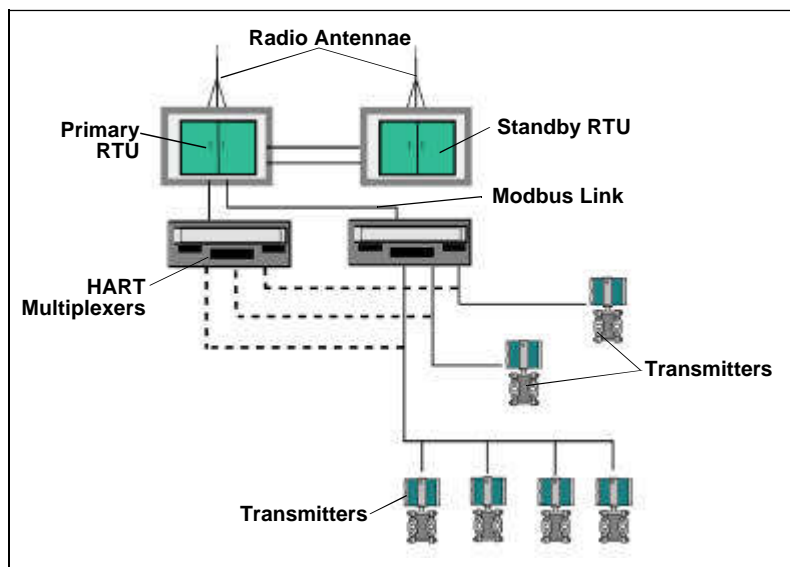 Radio Antennae
Primary
RTU
Standby RTU
Modbus Link
HART
Multiplexers
Transmitters
Transmitters